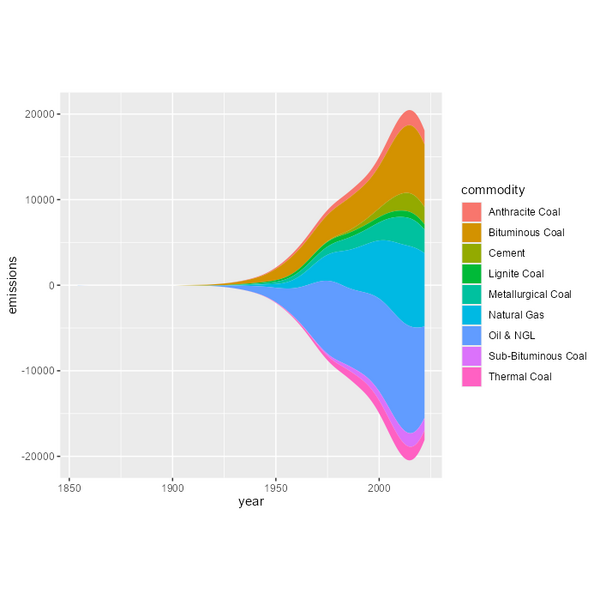 20000
10000
0
-10000
-20000
emissions
1850
1900
1950
2000
year
commodity
Anthracite Coal
Bituminous Coal
Cement
Lignite Coal
Metallurgical Coal
Natural Gas
Oil & NGL
Sub-Bituminous Coal
Thermal Coal